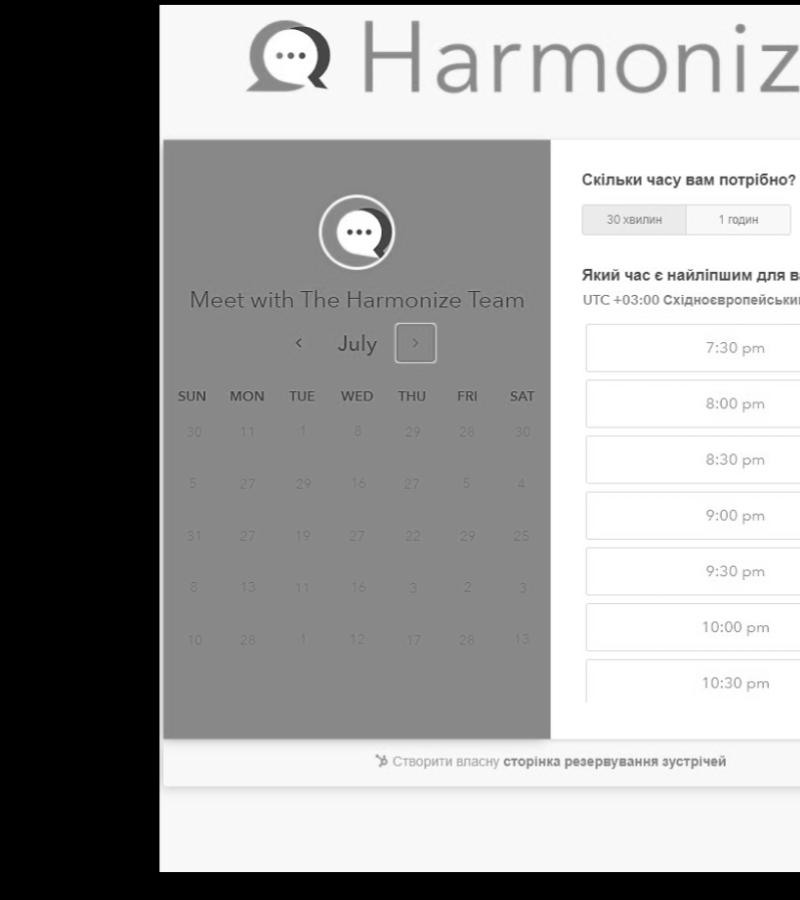 Harmoniz
Meet with The Harmonize Team
July
SUN MON TUE WED THU FRI SAT
30 11 1 8 29 28 30
5 27 29 16 27 5 4
31 27 19 27 22 29 25
8 13 11 16 3 2 3
10 28 1 12 17 28 13
Скільки часу вам потрібно?
30 хвилин 1 годин
Який час є найліпшим для
UTC +03:00
7:30 pm
8:00 pm
8:30 pm
9:00 pm
9:30 pm
10:00 pm
10:30 pm
Створити власну сторінка резервування зустрічей